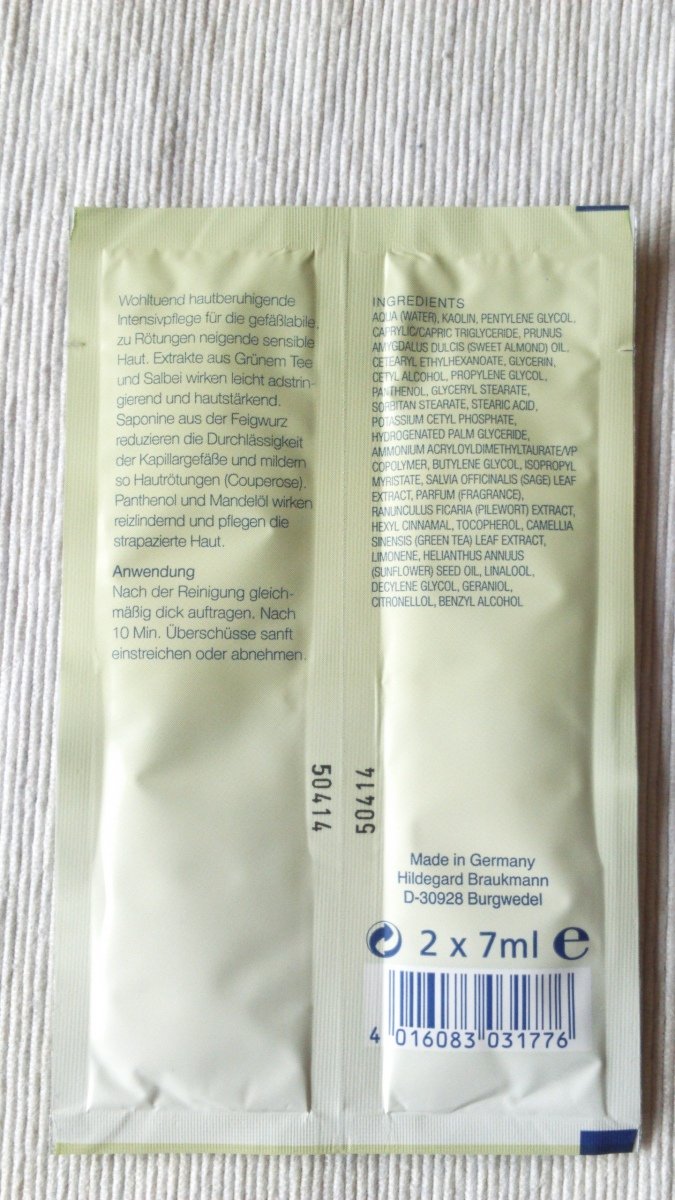 Wohltuend hautberuhigende
Intensivpflege für die gefäßlabile,
zu Rötungen neigende sensible
Haut. Extrakte aus Grünem Tee
und Salbei wirken leicht adstrin-
gierend und hautstärkend.
Saponine aus der Feigwurz
reduzieren die Durchlässigkeit
der Kapillargefäße und mildern
so Hautrötungen (Couperose).
Panthenol und Mandelöl wirken
reizlindernd und pflegen die
strapazierte Haut.
Anwendung
Nach der Reinigung gleich-
mäßig dick auftragen. Nach
10 Min. Überschüsse sanft
einstreichen oder abnehmen.
50414
INGREDIENTS
AQUA (WATER), KAOLIN, PENTYLENE GLYCOL,
CAPRYLIC/CAPRIC TRIGLYCERIDE, PRUNUS
AMYGDALUS DULCIS (SWEET ALMOND) OIL,
CETEARYL ETHYLHEXANOATE, GLYCERIN,
CETYL ALCOHOL, PROPYLENE GLYCOL,
PANTHENOL, GLYCERYL STEARATE,
SORBITAN STEARATE, STEARIC ACID,
POTASSIUM CETYL PHOSPHATE,
HYDROGENATED PALM GLYCERIDE,
AMMONIUM ACRYLOYLDIMETHYLTAURATE/VP
COPOLYMER, BUTYLENE GLYCOL, ISOPROPYL
MYRISTATE, SALVIA OFFICINALIS (SAGE) LEAF
EXTRACT, PARFUM (FRAGRANCE),
RANUNCULUS FICARIA (PILEWORT) EXTRACT,
HEXYL CINNAMAL, TOCOPHEROL, CAMELLIA
SINENSIS (GREEN TEA) LEAF EXTRACT,
LIMONENE, HELIANTHUS ANNUUS
(SUNFLOWER) SEED OIL, LINALOOL,
DECYLENE GLYCOL, GERANIOL,
CITRONELLOL, BENZYL ALCOHOL
50414
Made in Germany
Hildegard Braukmann
D-30928 Burgwedel
2 x 7ml e
4 016083 031776